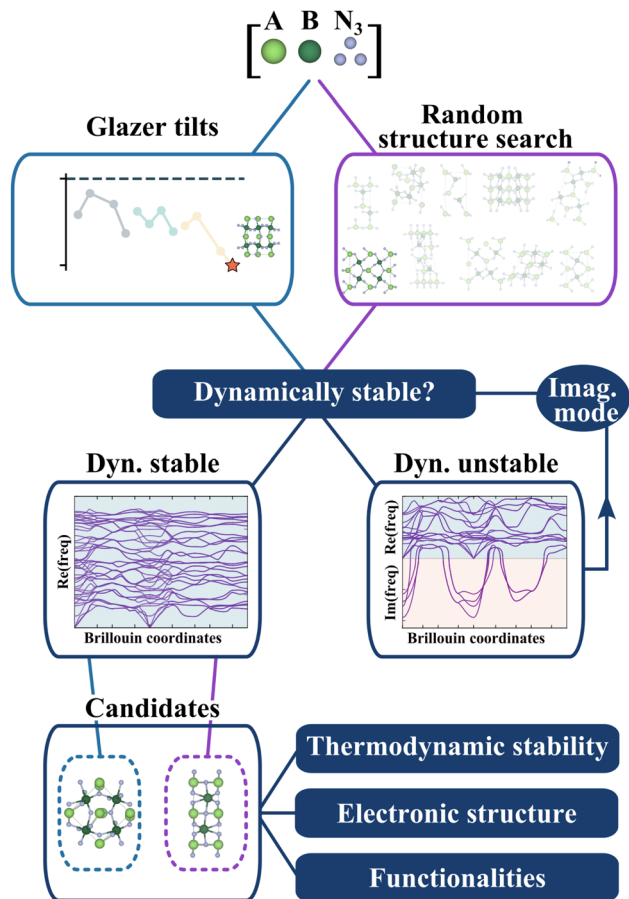 A B N3
Glazer tilts
Random
structure search
Dynamically stable?
Imag.
mode
Dyn. stable
Dyn. unstable
Re(freq)
Brillouin coordinates
Re(freq)
Im(freq)
Brillouin coordinates
Candidates
Thermodynamic stability
Electronic structure
Functionalities